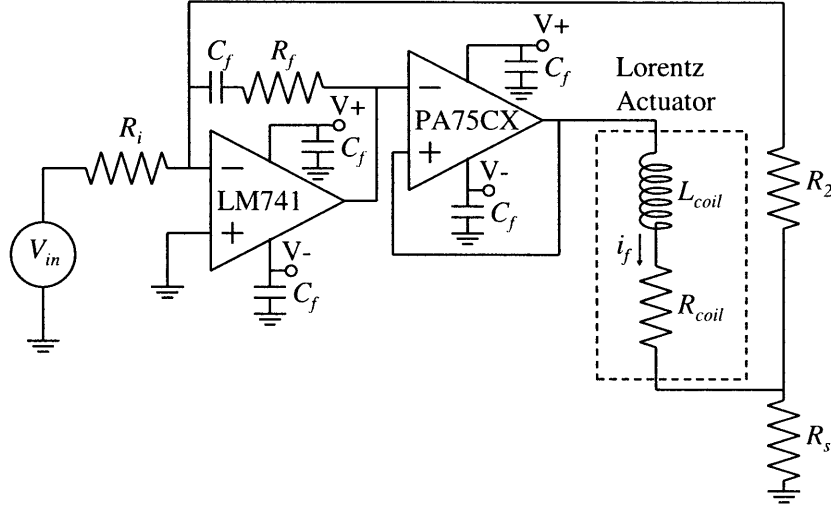 V+
C_f
R_f
C_f
Lorentz
Actuator
V+
−
PA75CX
+
R_i
C_f
−
LM741
+
V-
C_f
L_coil
R_2
V_in
V-
C_f
i_f
R_coil
R_s